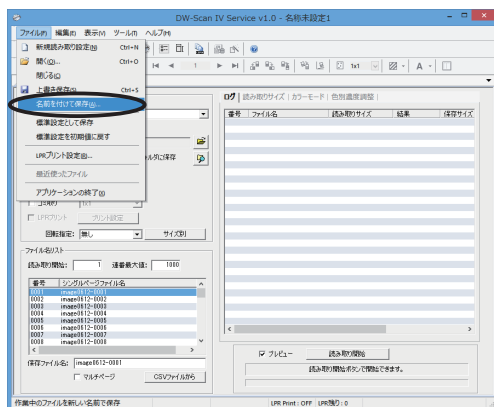 DW-Scan IV Service v1.0 - 名称未設定1
ファイル(F) 編集(E) 表示(V) ツール(T) ヘルプ(H)
新規読み取り設定(N) Ctrl+N
開く(O)... Ctrl+O
閉じる(C)
上書き保存(S) Ctrl+S
名前を付けて保存(A)...
標準設定として保存
標準設定を初期値に戻す
LPRプリント設定(R)...
最近使ったファイル
アプリケーションの終了(X)
1
1x1
A
ログ 読み取りサイズ カラーモード 色別濃度調整
番号 ファイル名 読み取りサイズ 結果 保存サイズ
ルダに保存
ゴミ取り 1x1
LPRプリント プリント設定
回転指定: 無し サイズ別
ファイル名リスト
読み取り開始: 1 連番最大値: 1000
番号 シングルページファイル名
0001 image0612-0001
0002 image0612-0002
0003 image0612-0003
0004 image0612-0004
0005 image0612-0005
0006 image0612-0006
0007 image0612-0007
0008 image0612-0008
保存ファイル名: image0612-0001
マルチページ CSVファイルから
プレビュー 読み取り開始
読み取り開始ボタンで開始できます。
作業中のファイルを新しい名前で保存 LPR Print : OFF LPR残り : 0